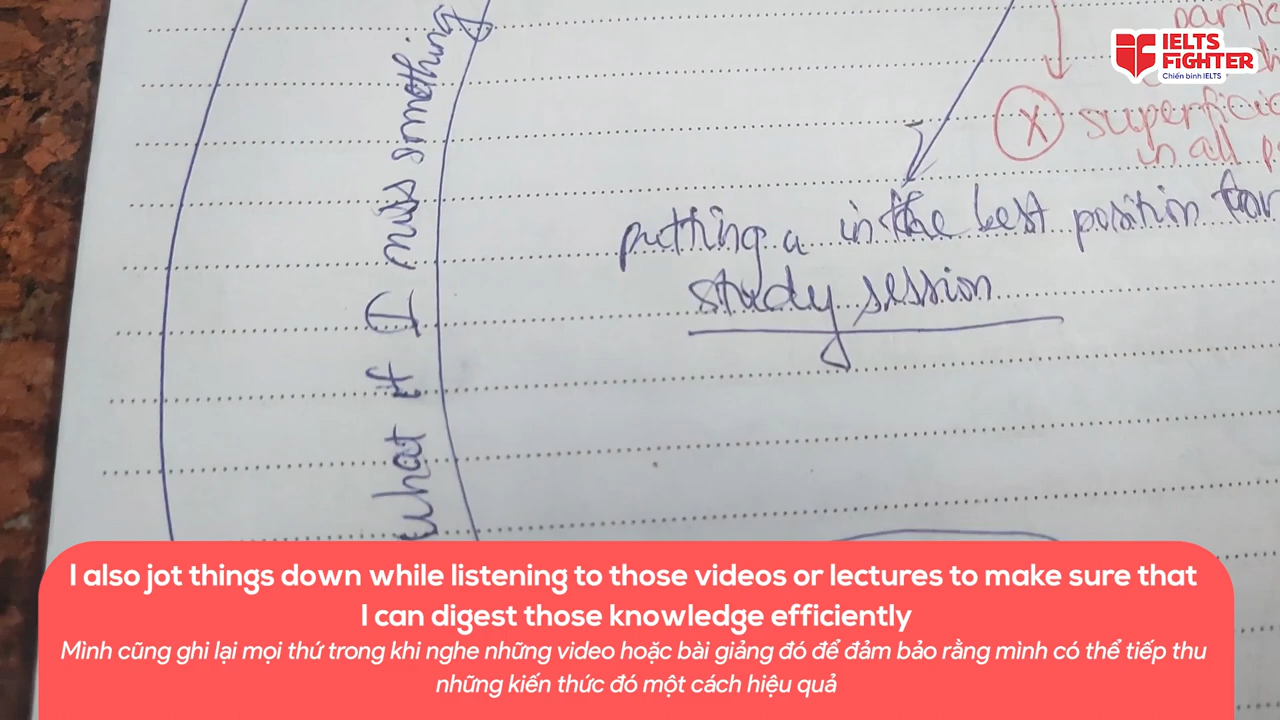 IELTS
FiGHTER
Chiến binh IELTS
What if I miss something
superficia
in all
putting a in the best position for
study session
I also jot things down while listening to those videos or lectures to make sure that
I can digest those knowledge efficiently
Mình cũng ghi lại mọi thứ trong khi nghe những video hoặc bài giảng đó để đảm bảo rằng mình có thể tiếp thu
những kiến thức đó một cách hiệu quả